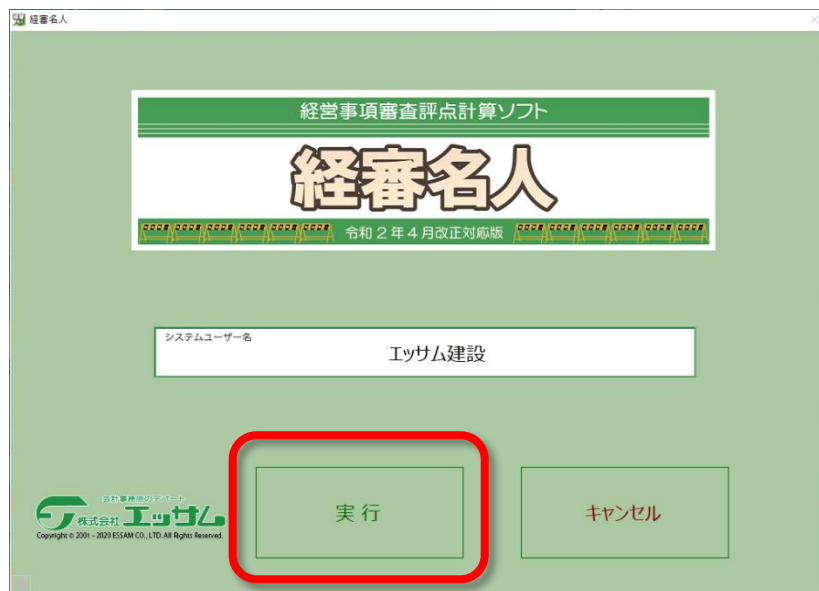 経審名人
経営事項審査評点計算ソフト
経審名人
令和2年4月改正対応版
システムユーザー名
エッサム建設
実行
キャンセル
会計事務所のデパート
株式会社 エッサム
Copyright © 2001 - 2020 ESSAM CO., LTD. All Rights Reserved.